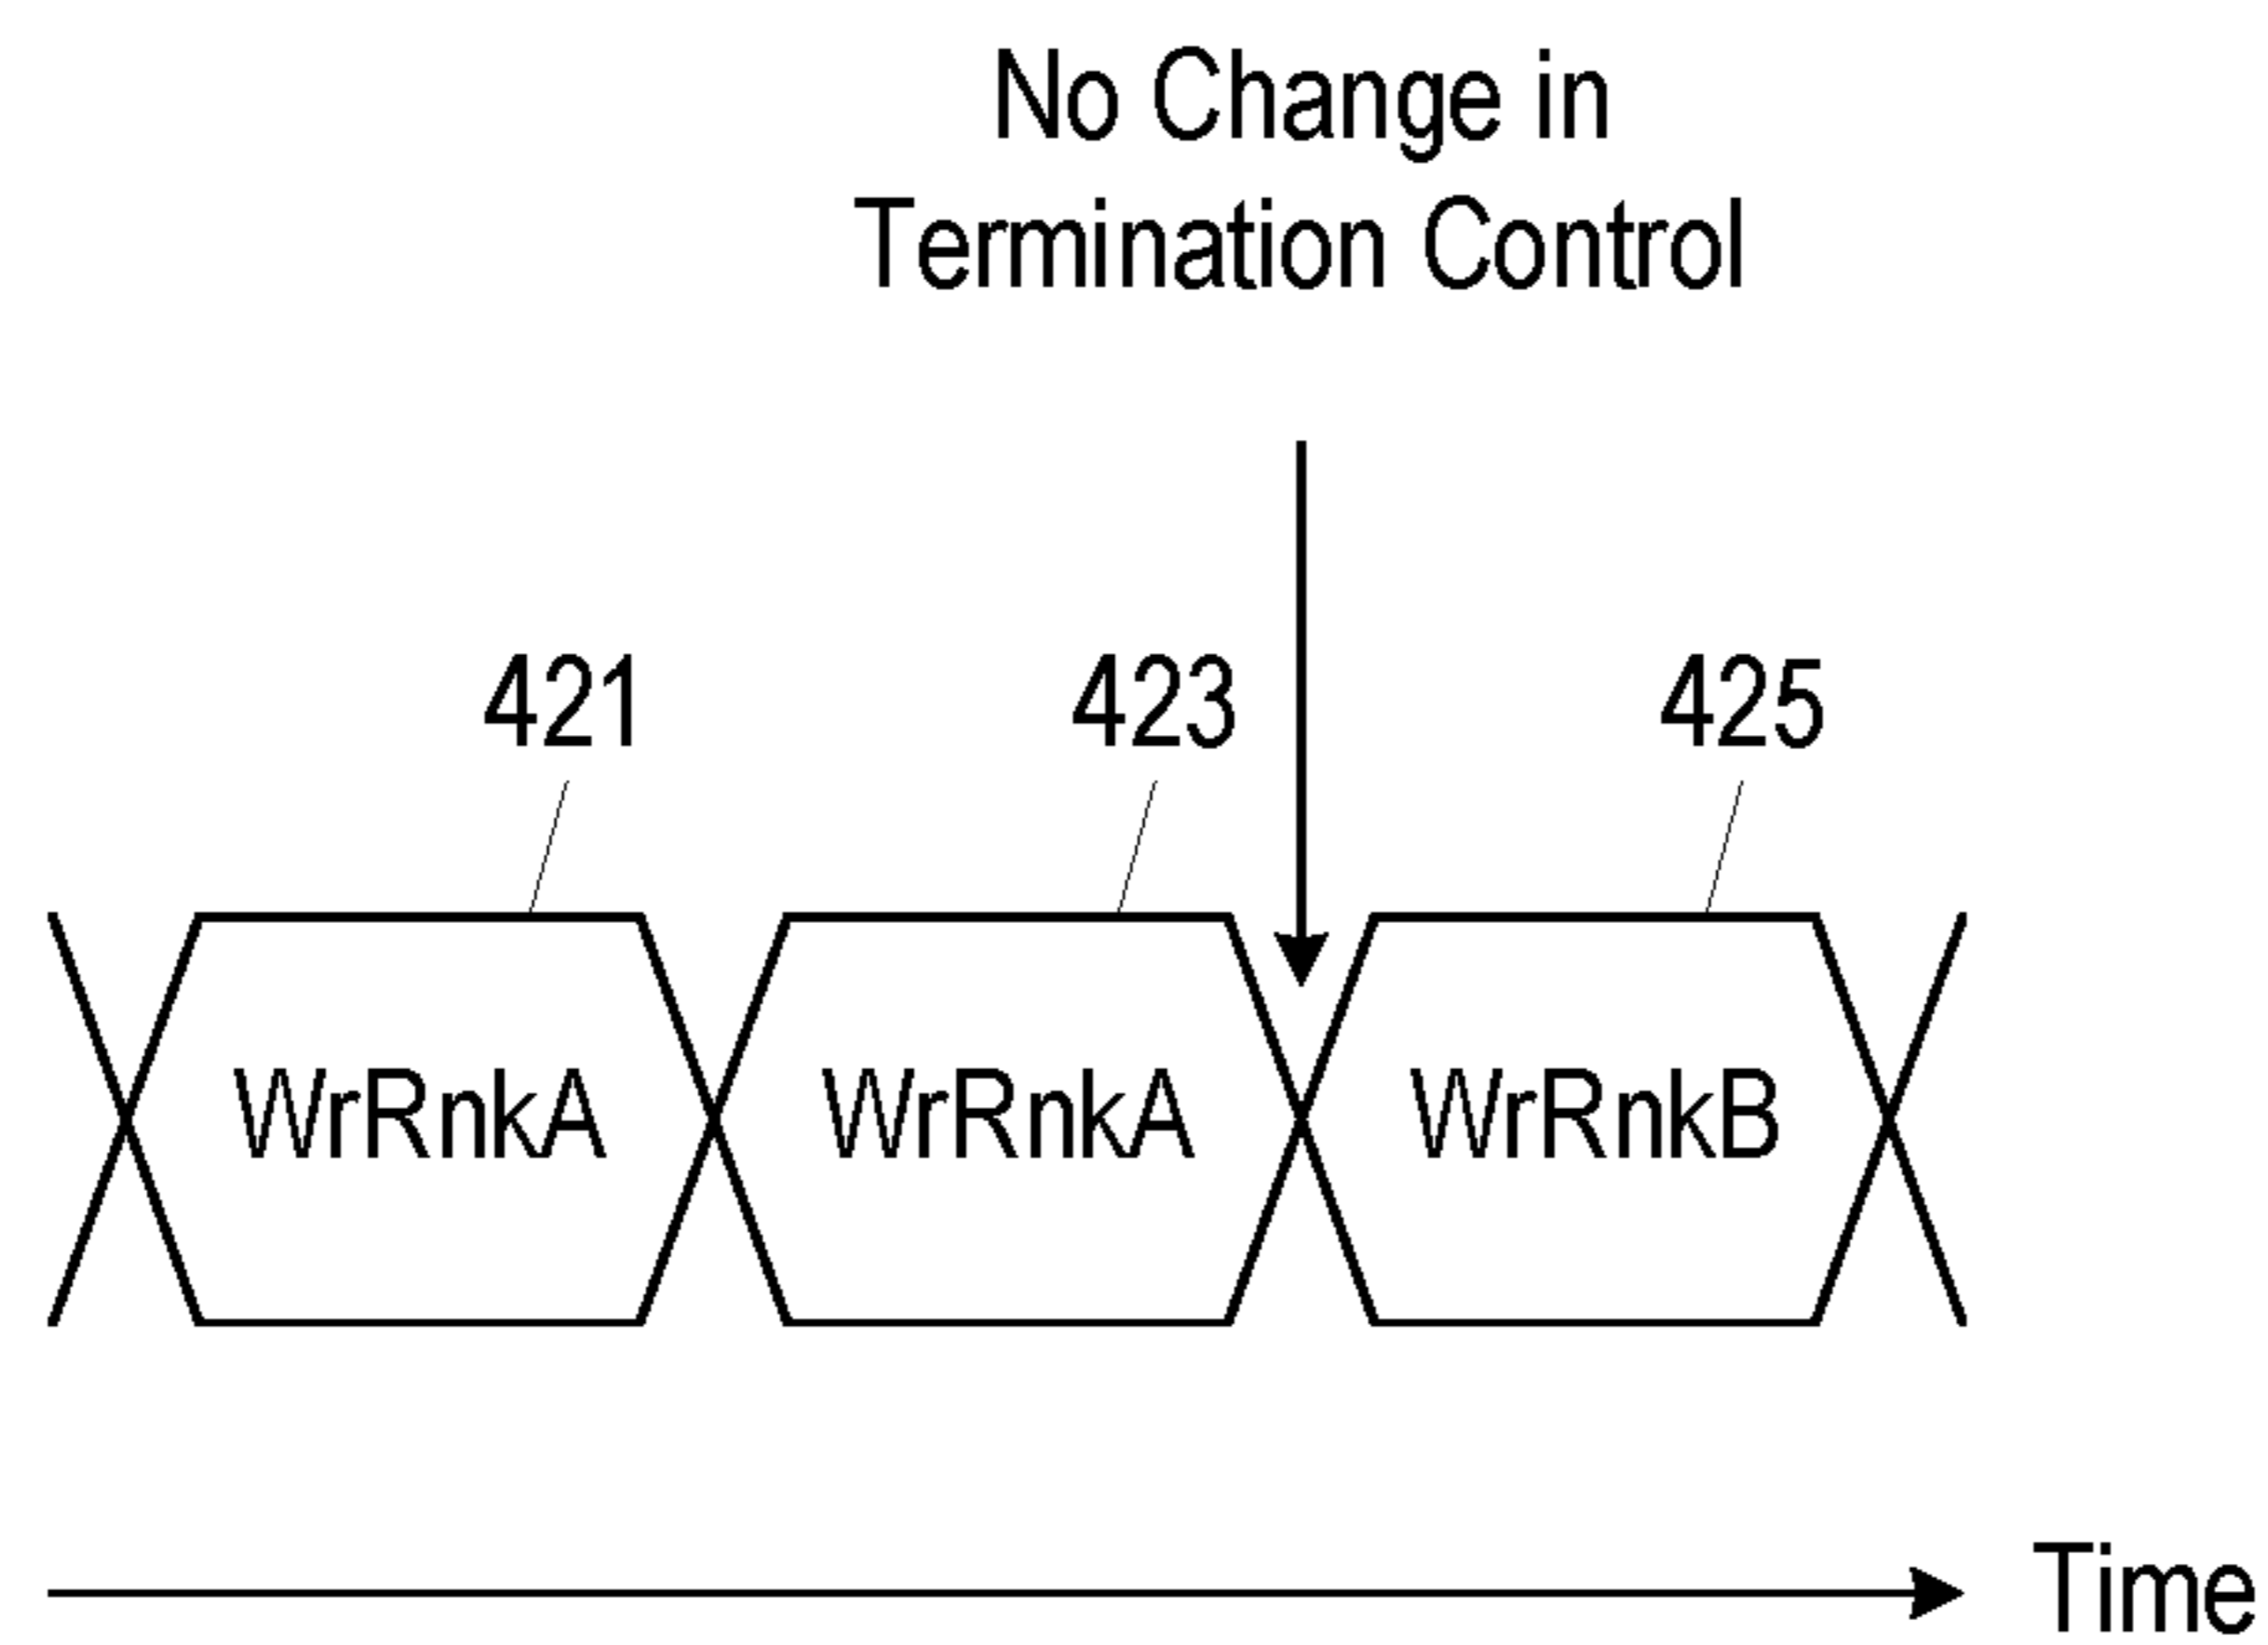 No Change in
Termination Control
421 423 425
WrRnkA WrRnkA WrRnkB
Time